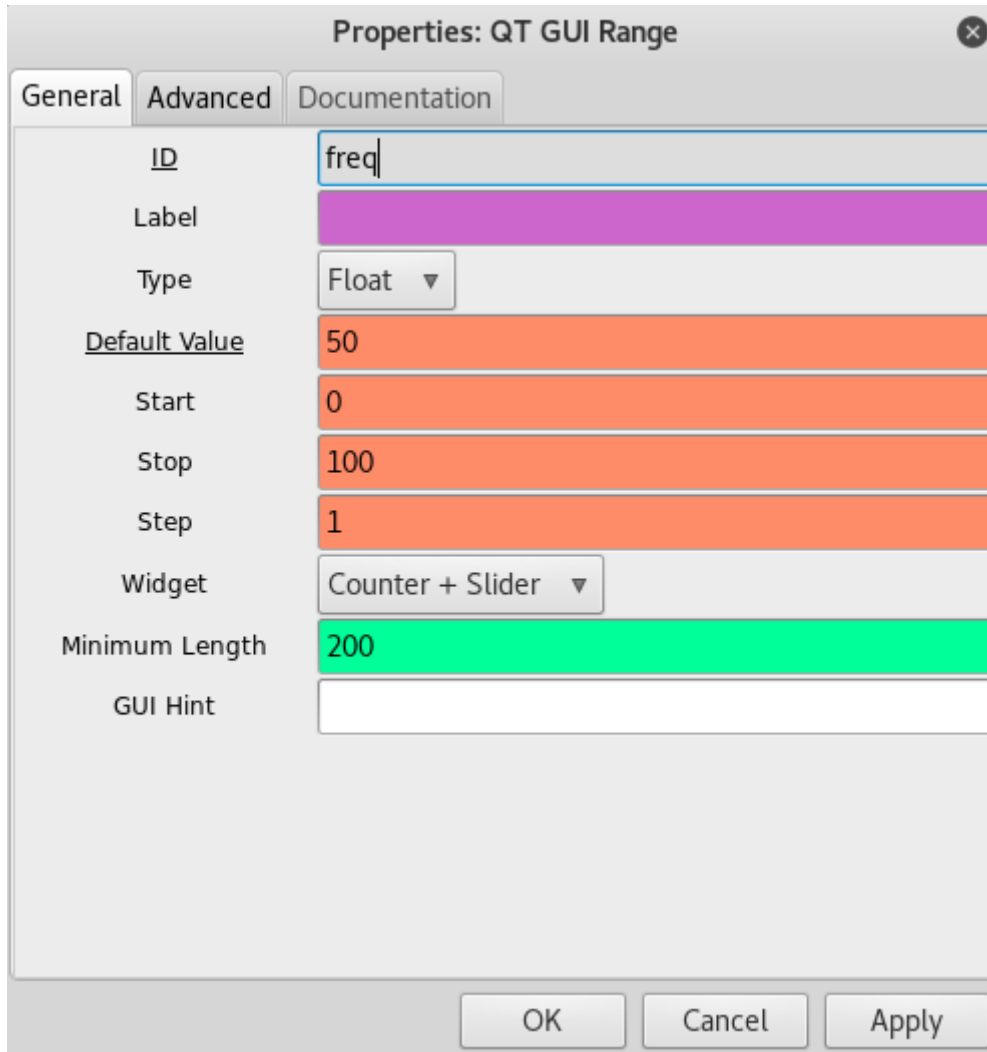 Properties: QT GUI Range
General Advanced Documentation
ID freq
Label
Type Float
Default Value 50
Start 0
Stop 100
Step 1
Widget Counter + Slider
Minimum Length 200
GUI Hint
OK Cancel Apply